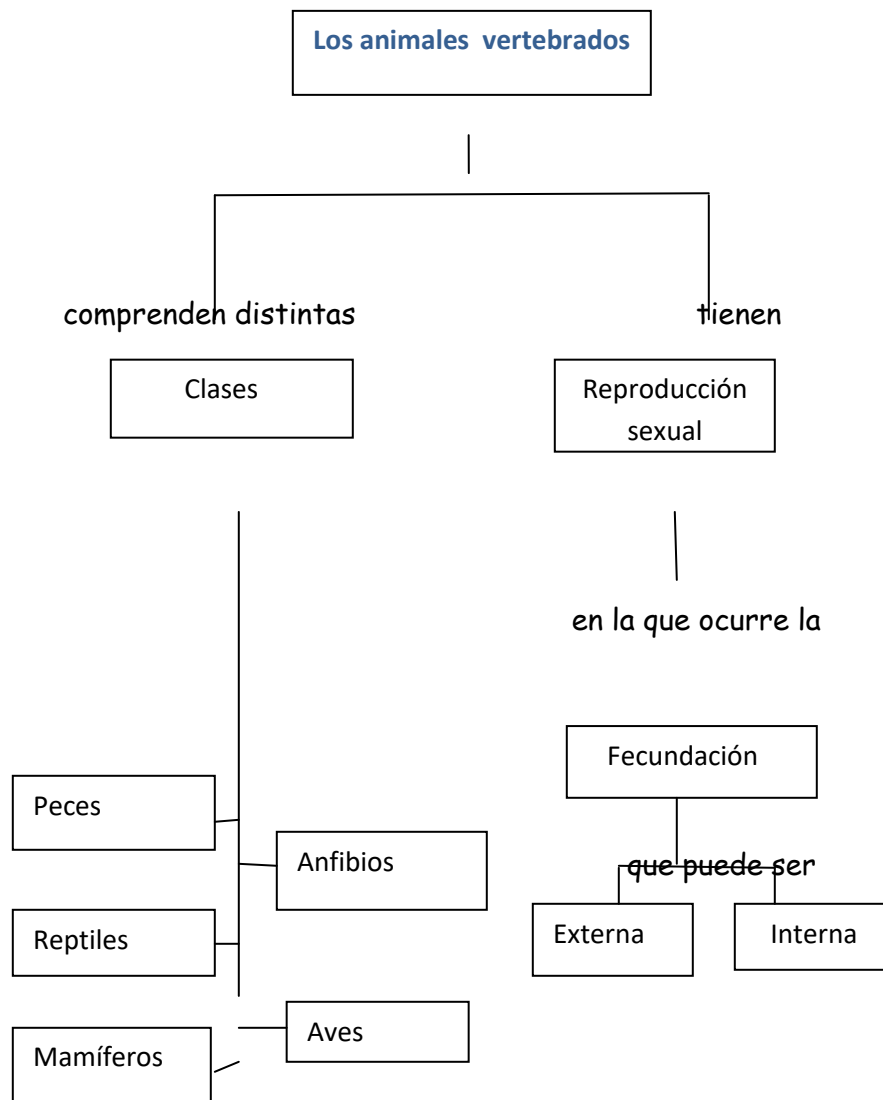 Los animales vertebrados
comprenden distintas
tienen
Clases
Reproducción
sexual
en la que ocurre la
Fecundación
Peces
Anfibios
que puede ser
Reptiles
Externa
Interna
Mamíferos
Aves